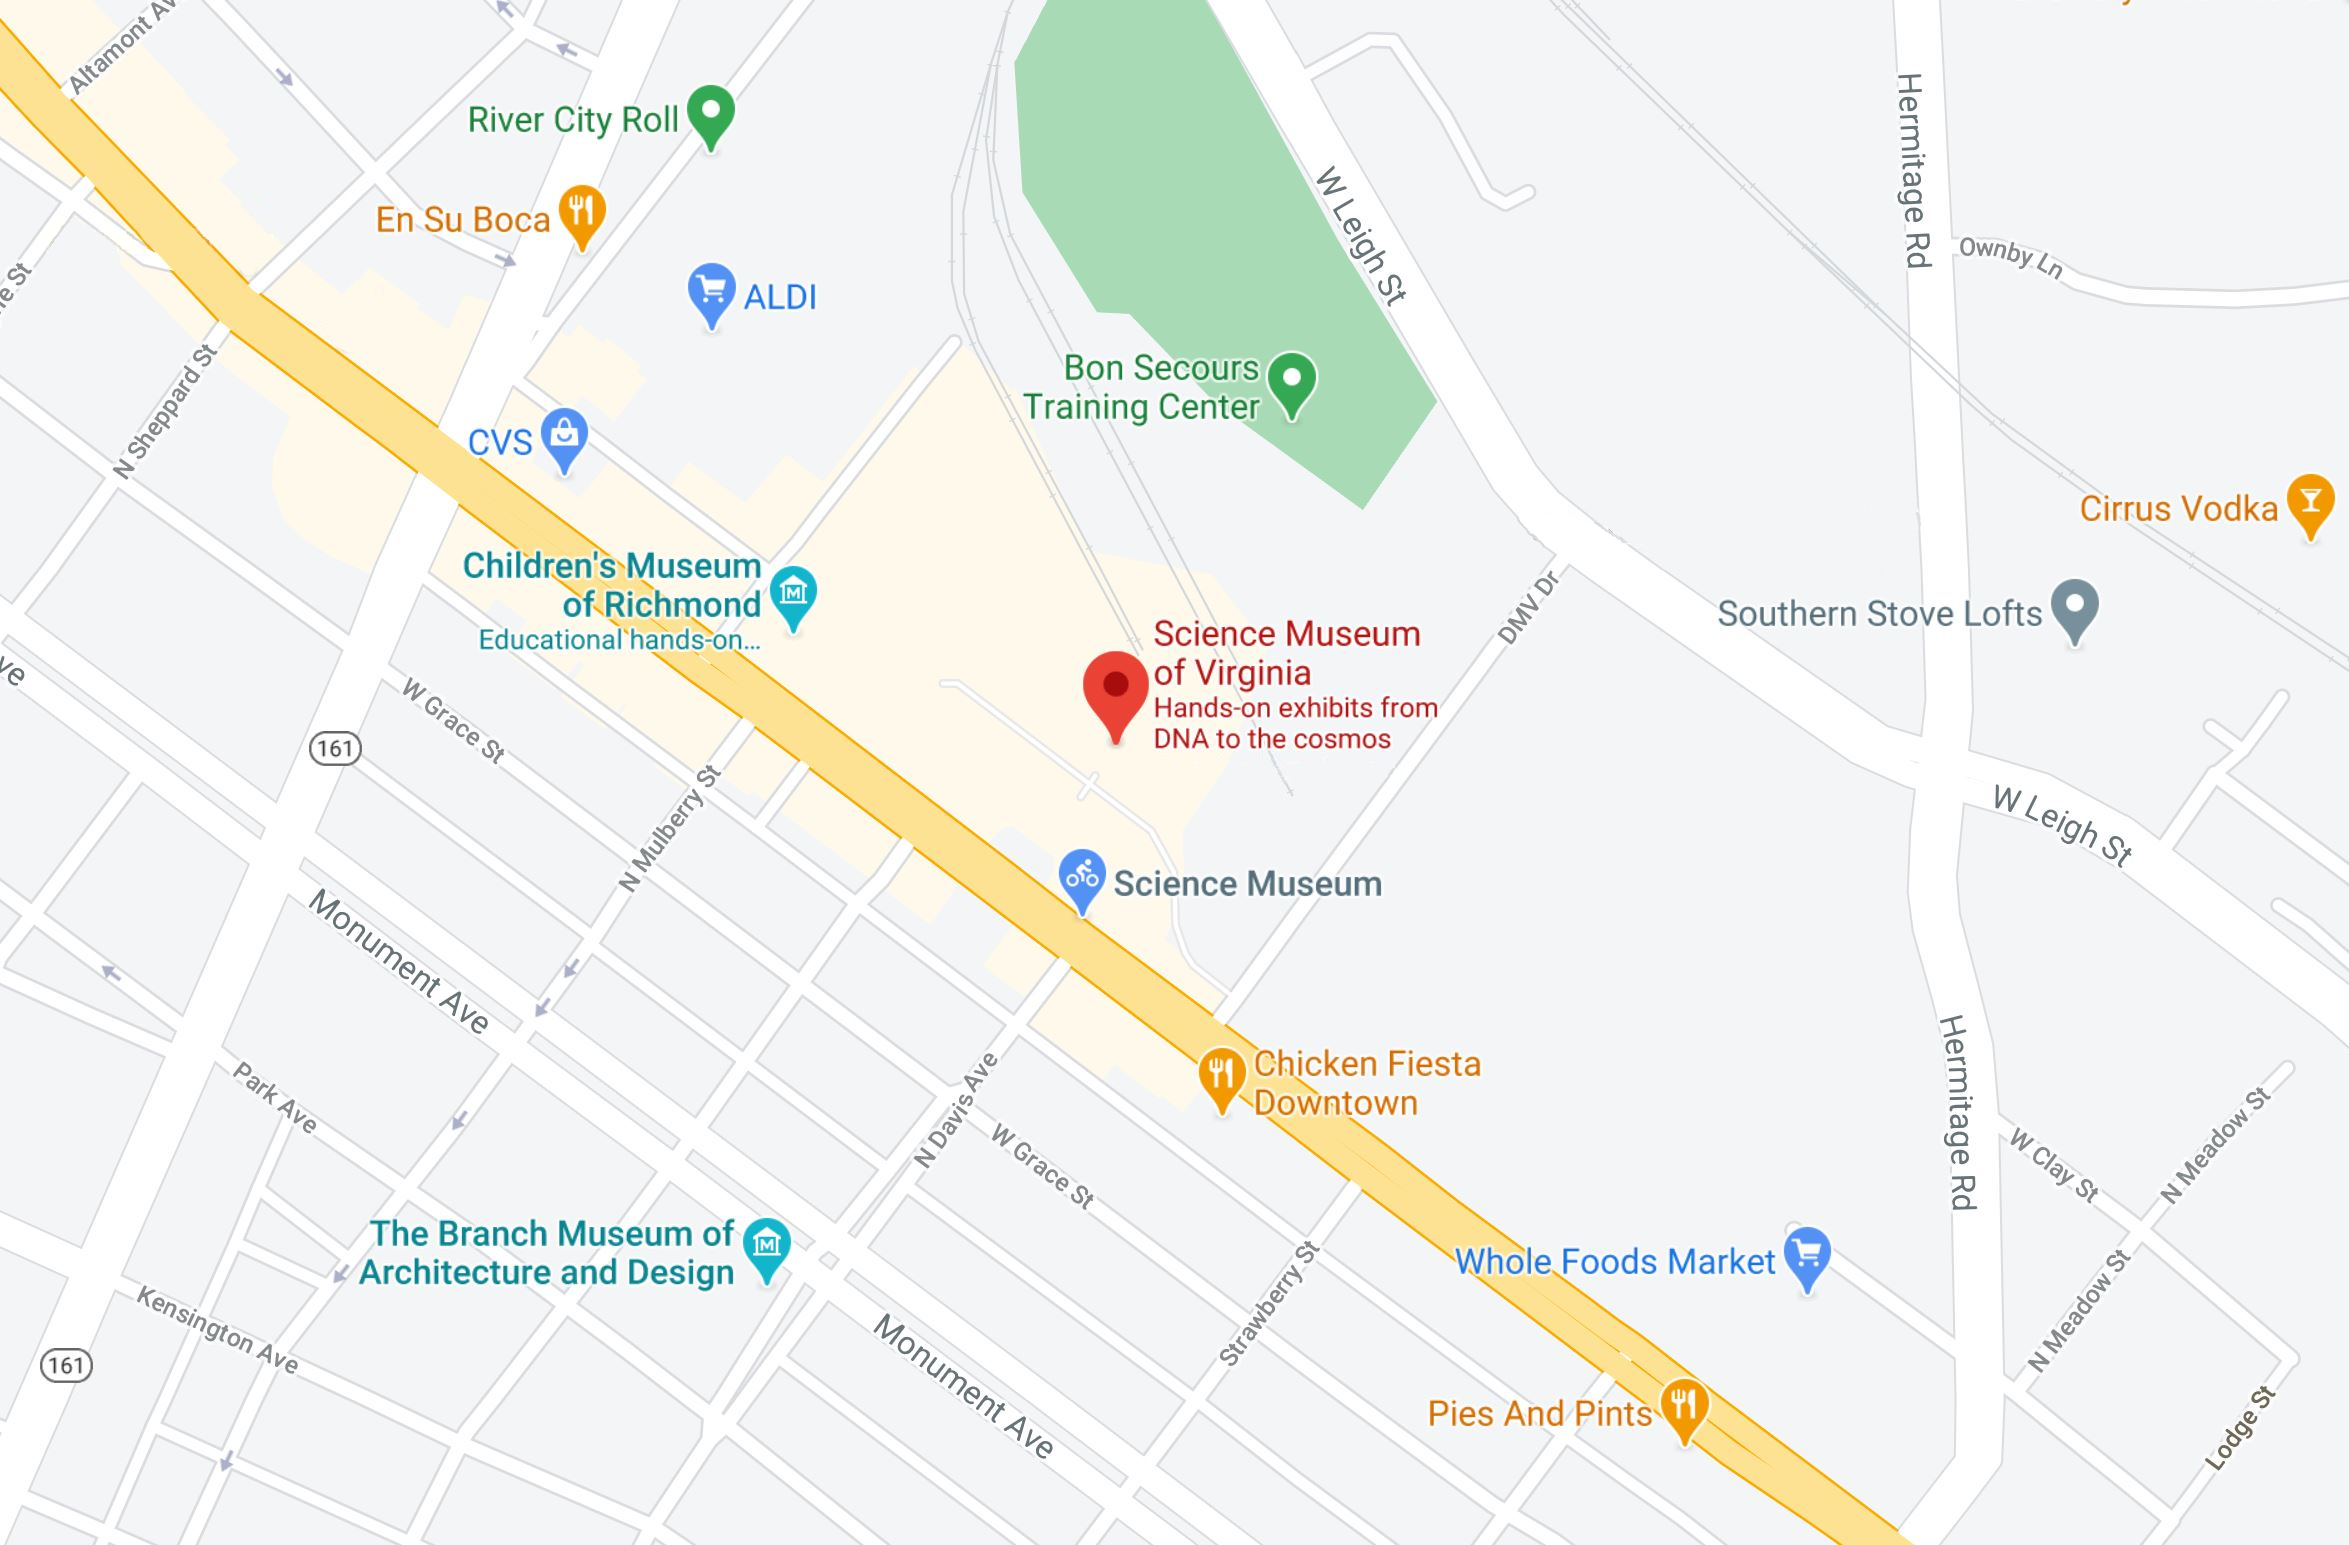 Altamont Av
River City Roll
En Su Boca
ALDI
W Leigh St
Hermitage Rd
Ownby Ln
N Sheppard St
CVS
Bon Secours
Training Center
Cirrus Vodka
Children's Museum
of Richmond
Educational hands-on...
DMV Dr
Southern Stove Lofts
Science Museum
of Virginia
Hands-on exhibits from
DNA to the cosmos
ve
W Grace St
161
N Mulberry St
W Leigh St
Science Museum
Monument Ave
Park Ave
N Davis Ave
Chicken Fiesta
Downtown
W Grace St
Hermitage Rd
W Clay St
N Meadow St
The Branch Museum of
Architecture and Design
Strawberry St
Whole Foods Market
N Meadow St
Kensington Ave
161
Monument Ave
Pies And Pints
Lodge St